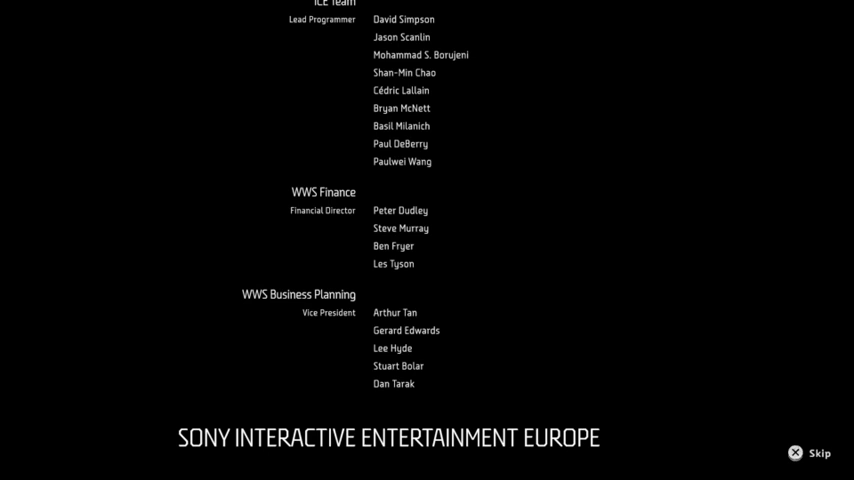 ICE Team
Lead Programmer David Simpson
Jason Scanlin
Mohammad S. Borujeni
Shan-Min Chao
Cédric Lallain
Bryan McNett
Basil Milanich
Paul DeBerry
Paulwei Wang
WWS Finance
Financial Director Peter Dudley
Steve Murray
Ben Fryer
Les Tyson
WWS Business Planning
Vice President Arthur Tan
Gerard Edwards
Lee Hyde
Stuart Bolar
Dan Tarak
SONY INTERACTIVE ENTERTAINMENT EUROPE
Skip